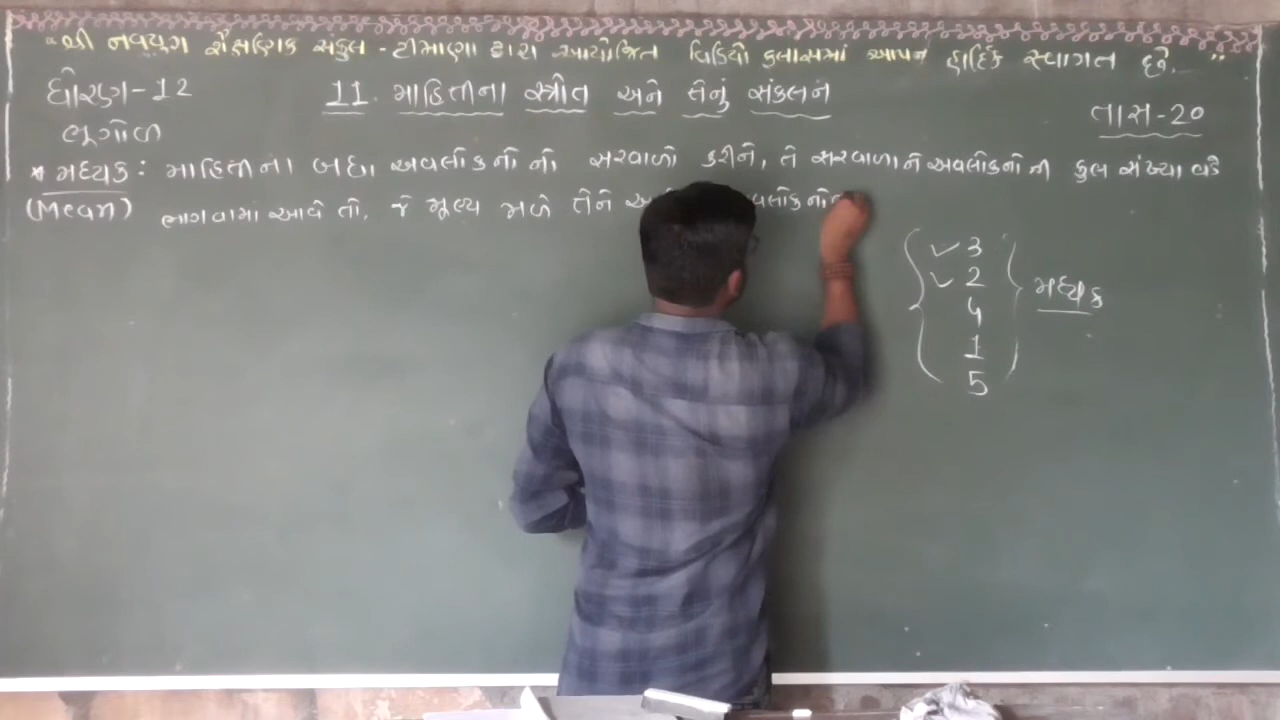 "શ્રી નવયુગ શૈક્ષણિક સંકુલ - ટીમાણા દ્વારા આયોજિત વિડિયો કલાસમાં આપનું હાર્દિક સ્વાગત છે. "
ધોરણ-12
11. માહિતીના સ્ત્રોત અને તેનું સંકલન
તાસ-20
ભૂગોળ
* મધ્યક : માહિતીના બધા અવલોકનોનો સરવાળો કરીને, તે સરવાળાને અવલોકનોની કુલ સંખ્યા વડે
(Mean) ભાગવામા આવે તો, જે મૂલ્ય મળે તેને
3
2
4
1
5
મધ્યક